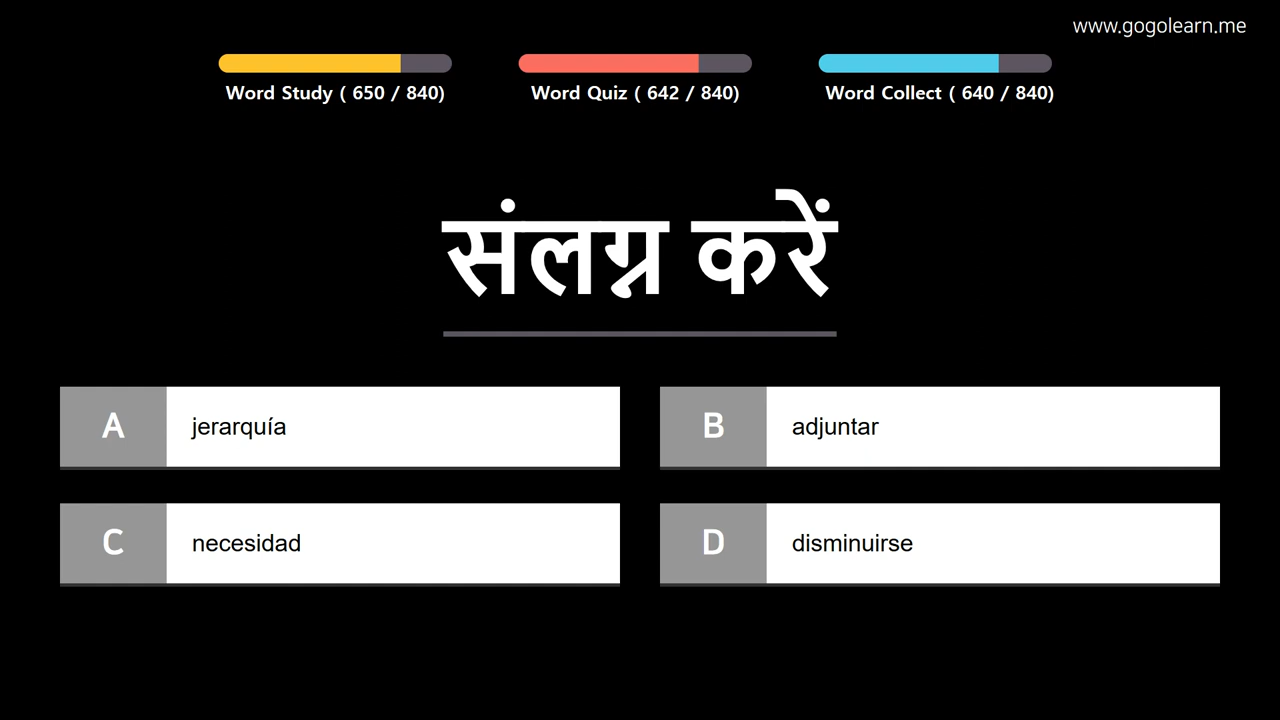 www.gogolearn.me
Word Study ( 650 / 840)
Word Quiz ( 642 / 840)
Word Collect ( 640 / 840)
संलग्न करें
A jerarquía
B adjuntar
C necesidad
D disminuirse